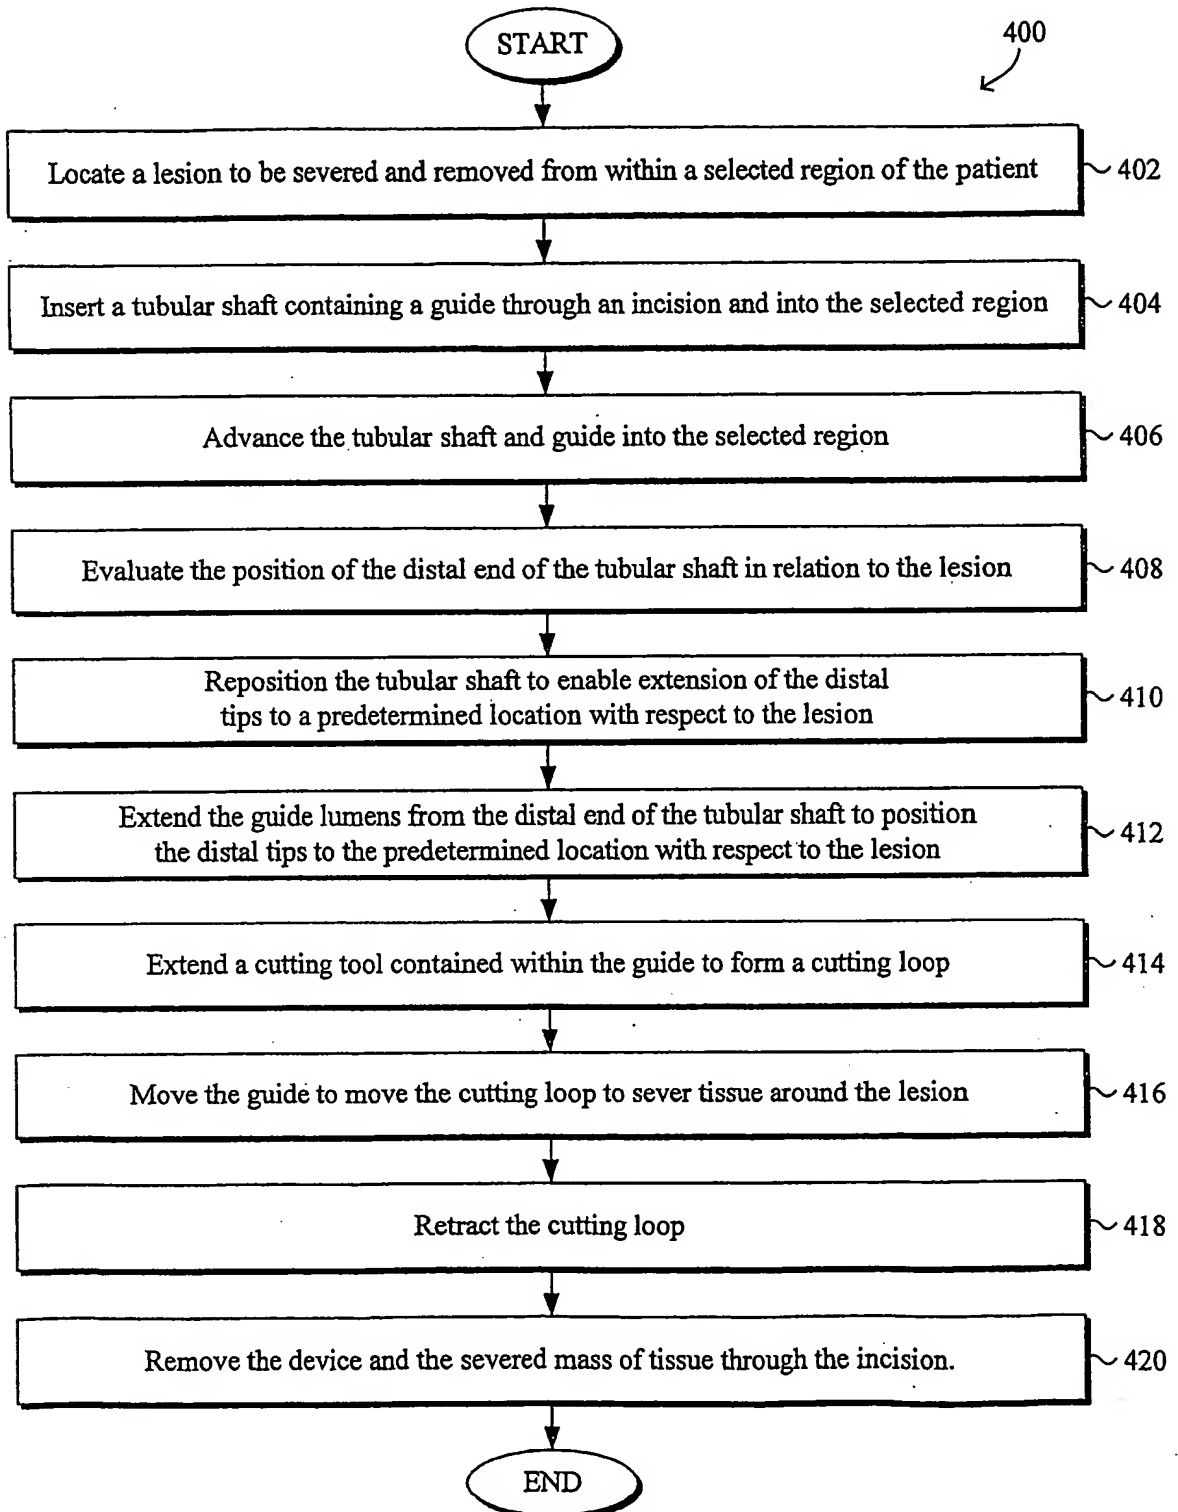 START
400
Locate a lesion to be severed and removed from within a selected region of the patient
402
Insert a tubular shaft containing a guide through an incision and into the selected region
404
Advance the tubular shaft and guide into the selected region
406
Evaluate the position of the distal end of the tubular shaft in relation to the lesion
408
Reposition the tubular shaft to enable extension of the distal
tips to a predetermined location with respect to the lesion
410
Extend the guide lumens from the distal end of the tubular shaft to position
the distal tips to the predetermined location with respect to the lesion
412
Extend a cutting tool contained within the guide to form a cutting loop
414
Move the guide to move the cutting loop to sever tissue around the lesion
416
Retract the cutting loop
418
Remove the device and the severed mass of tissue through the incision.
420
END